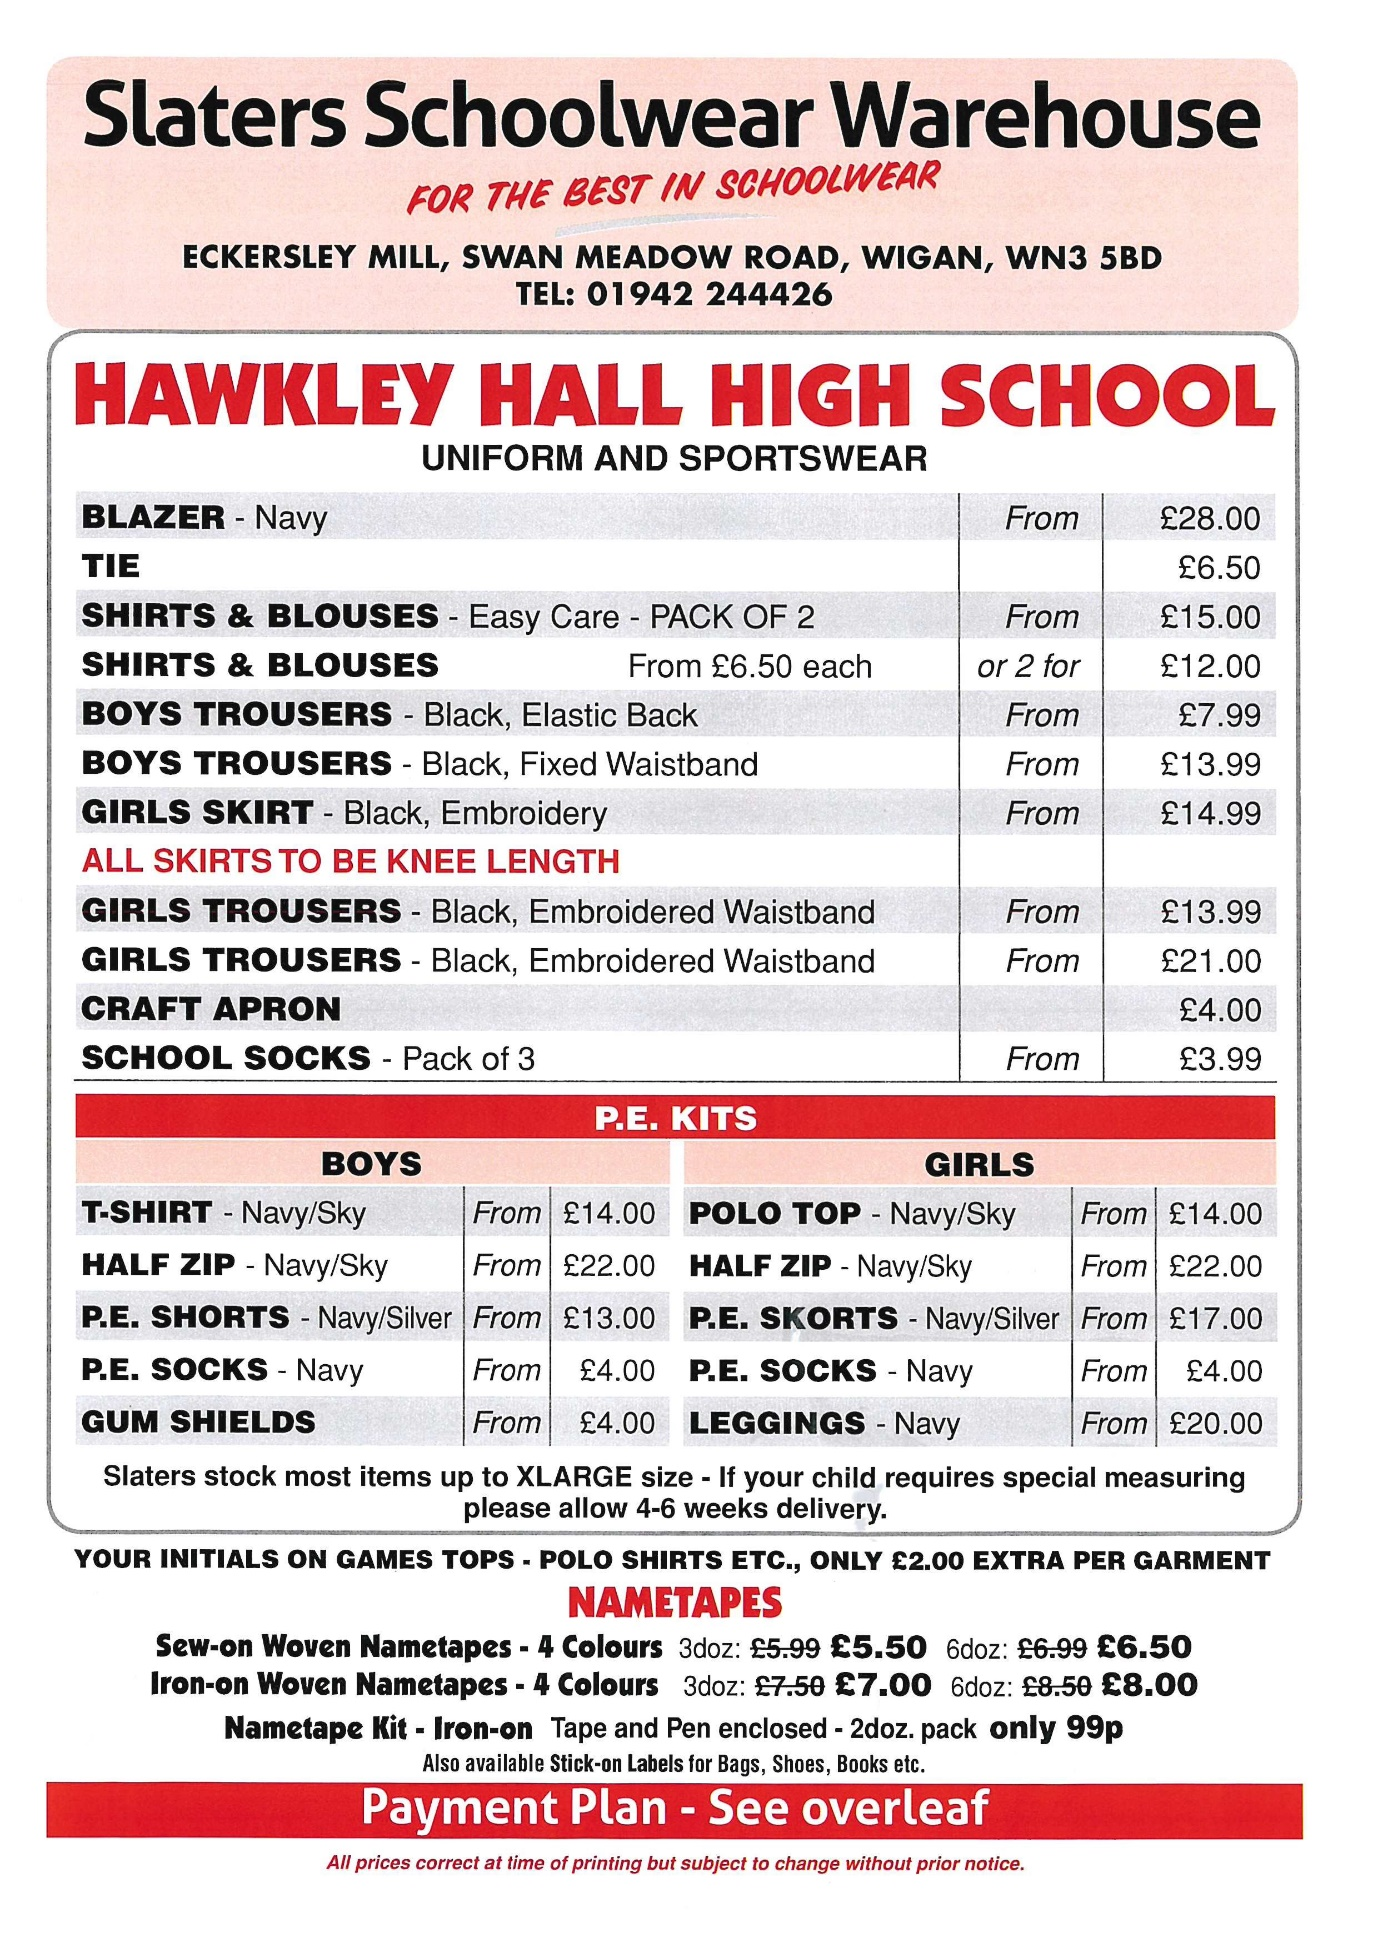 Slaters Schoolwear Warehouse
FOR THE BEST IN SCHOOLWEAR
ECKERSLEY MILL, SWAN MEADOW ROAD, WIGAN, WN3 5BD
TEL: 01942 244426
HAWKLEY HALL HIGH SCHOOL
UNIFORM AND SPORTSWEAR
BLAZER - Navy From £28.00
TIE £6.50
SHIRTS & BLOUSES - Easy Care - PACK OF 2 From £15.00
SHIRTS & BLOUSES From £6.50 each or 2 for £12.00
BOYS TROUSERS - Black, Elastic Back From £7.99
BOYS TROUSERS - Black, Fixed Waistband From £13.99
GIRLS SKIRT - Black, Embroidery From £14.99
ALL SKIRTS TO BE KNEE LENGTH
GIRLS TROUSERS - Black, Embroidered Waistband From £13.99
GIRLS TROUSERS - Black, Embroidered Waistband From £21.00
CRAFT APRON £4.00
SCHOOL SOCKS - Pack of 3 From £3.99
P.E. KITS
BOYS
T-SHIRT - Navy/Sky From £14.00
HALF ZIP - Navy/Sky From £22.00
P.E. SHORTS - Navy/Silver From £13.00
P.E. SOCKS - Navy From £4.00
GUM SHIELDS From £4.00
GIRLS
POLO TOP - Navy/Sky From £14.00
HALF ZIP - Navy/Sky From £22.00
P.E. SKORTS - Navy/Silver From £17.00
P.E. SOCKS - Navy From £4.00
LEGGINGS - Navy From £20.00
Slaters stock most items up to XLARGE size - If your child requires special measuring
please allow 4-6 weeks delivery.
YOUR INITIALS ON GAMES TOPS - POLO SHIRTS ETC., ONLY £2.00 EXTRA PER GARMENT
NAMETAPES
Sew-on Woven Nametapes - 4 Colours 3doz: £5.99 £5.50 6doz: £6.99 £6.50
Iron-on Woven Nametapes - 4 Colours 3doz: £7.50 £7.00 6doz: £8.50 £8.00
Nametape Kit - Iron-on Tape and Pen enclosed - 2doz. pack only 99p
Also available Stick-on Labels for Bags, Shoes, Books etc.
Payment Plan - See overleaf
All prices correct at time of printing but subject to change without prior notice.